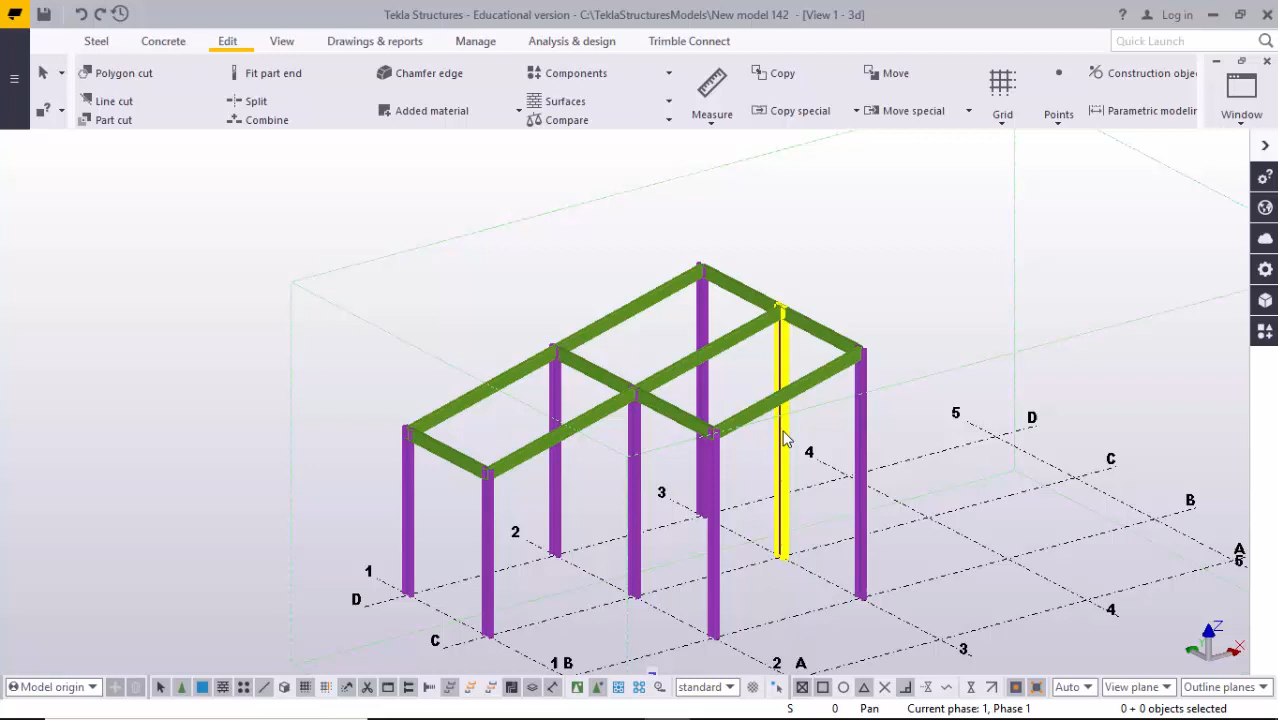 Tekla Structures - Educational version - C:\TeklaStructuresModels\New model 142 - [View 1 - 3d]
Log in
Steel Concrete Edit View Drawings & reports Manage Analysis & design Trimble Connect
Quick Launch
Polygon cut
Line cut
Part cut
Fit part end
Split
Combine
Chamfer edge
Added material
Components
Surfaces
Compare
Measure
Copy
Copy special
Move
Move special
Grid
Points
Construction obje
Parametric modelin
Window
5
D
4
C
3
B
2
A
6
1
D
4
C
3
1 B
2 A
Z
Model origin
standard
Auto
View plane
Outline planes
S 0 Pan Current phase: 1, Phase 1 0 + 0 objects selected